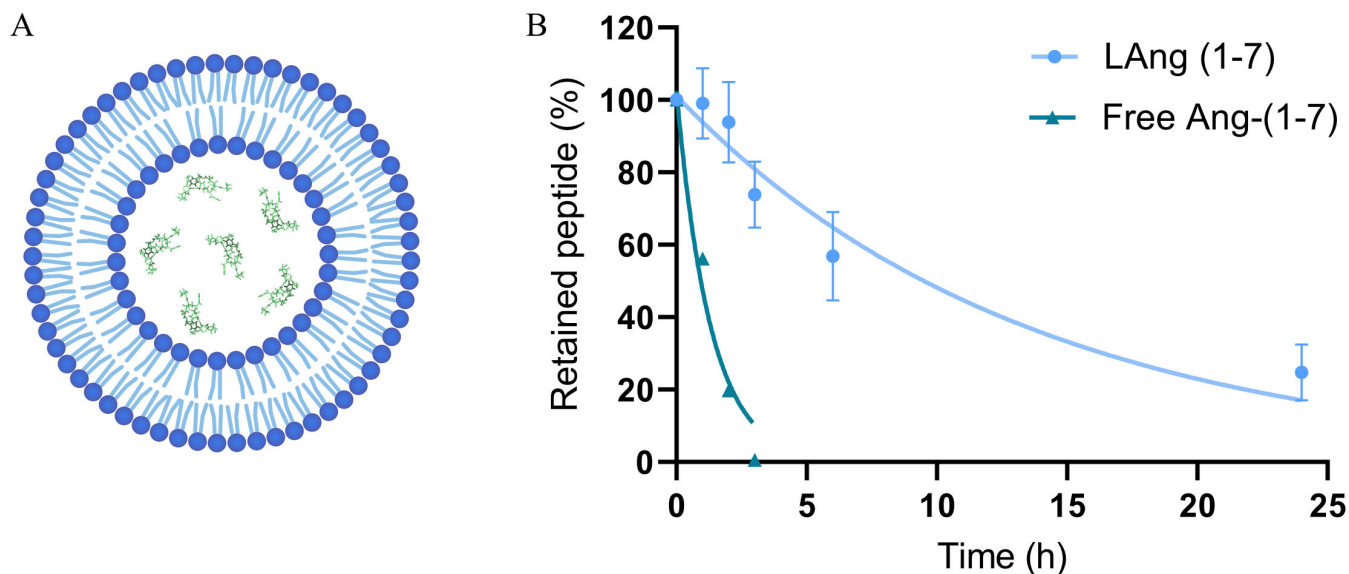 A
B
LAng (1-7)
Free Ang-(1-7)
Retained peptide (%)
120
100
80
60
40
20
0
0 5 10 15 20 25
Time (h)